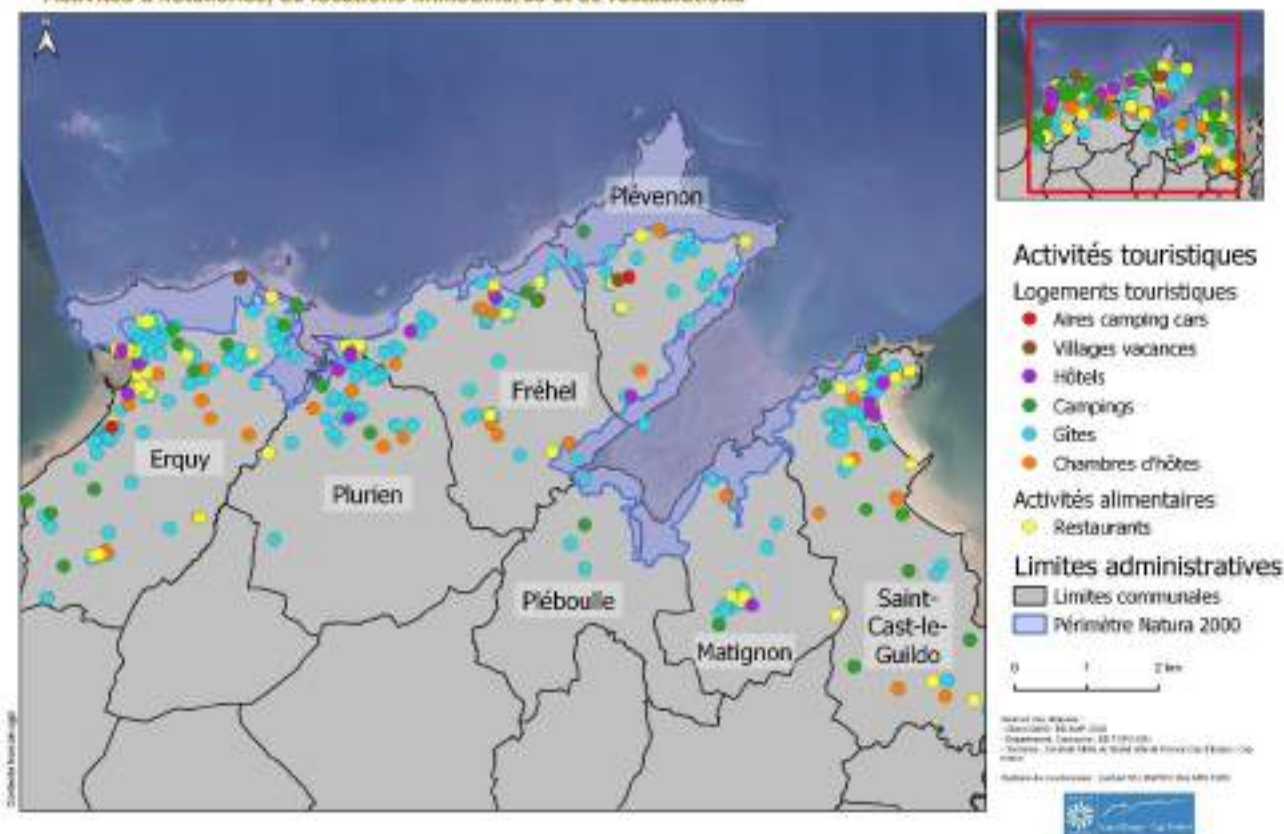 N
Plévenon
Fréhel
Erquy
Plurien
Pléboulle
Matignon
Saint-
Cast-le-
Guildo
Activités touristiques
Logements touristiques
Aires camping cars
Villages vacances
Hôtels
Campings
Gîtes
Chambres d'hôtes
Activités alimentaires
Restaurants
Limites administratives
Limites communales
Périmètre Natura 2000
0 1 2 km